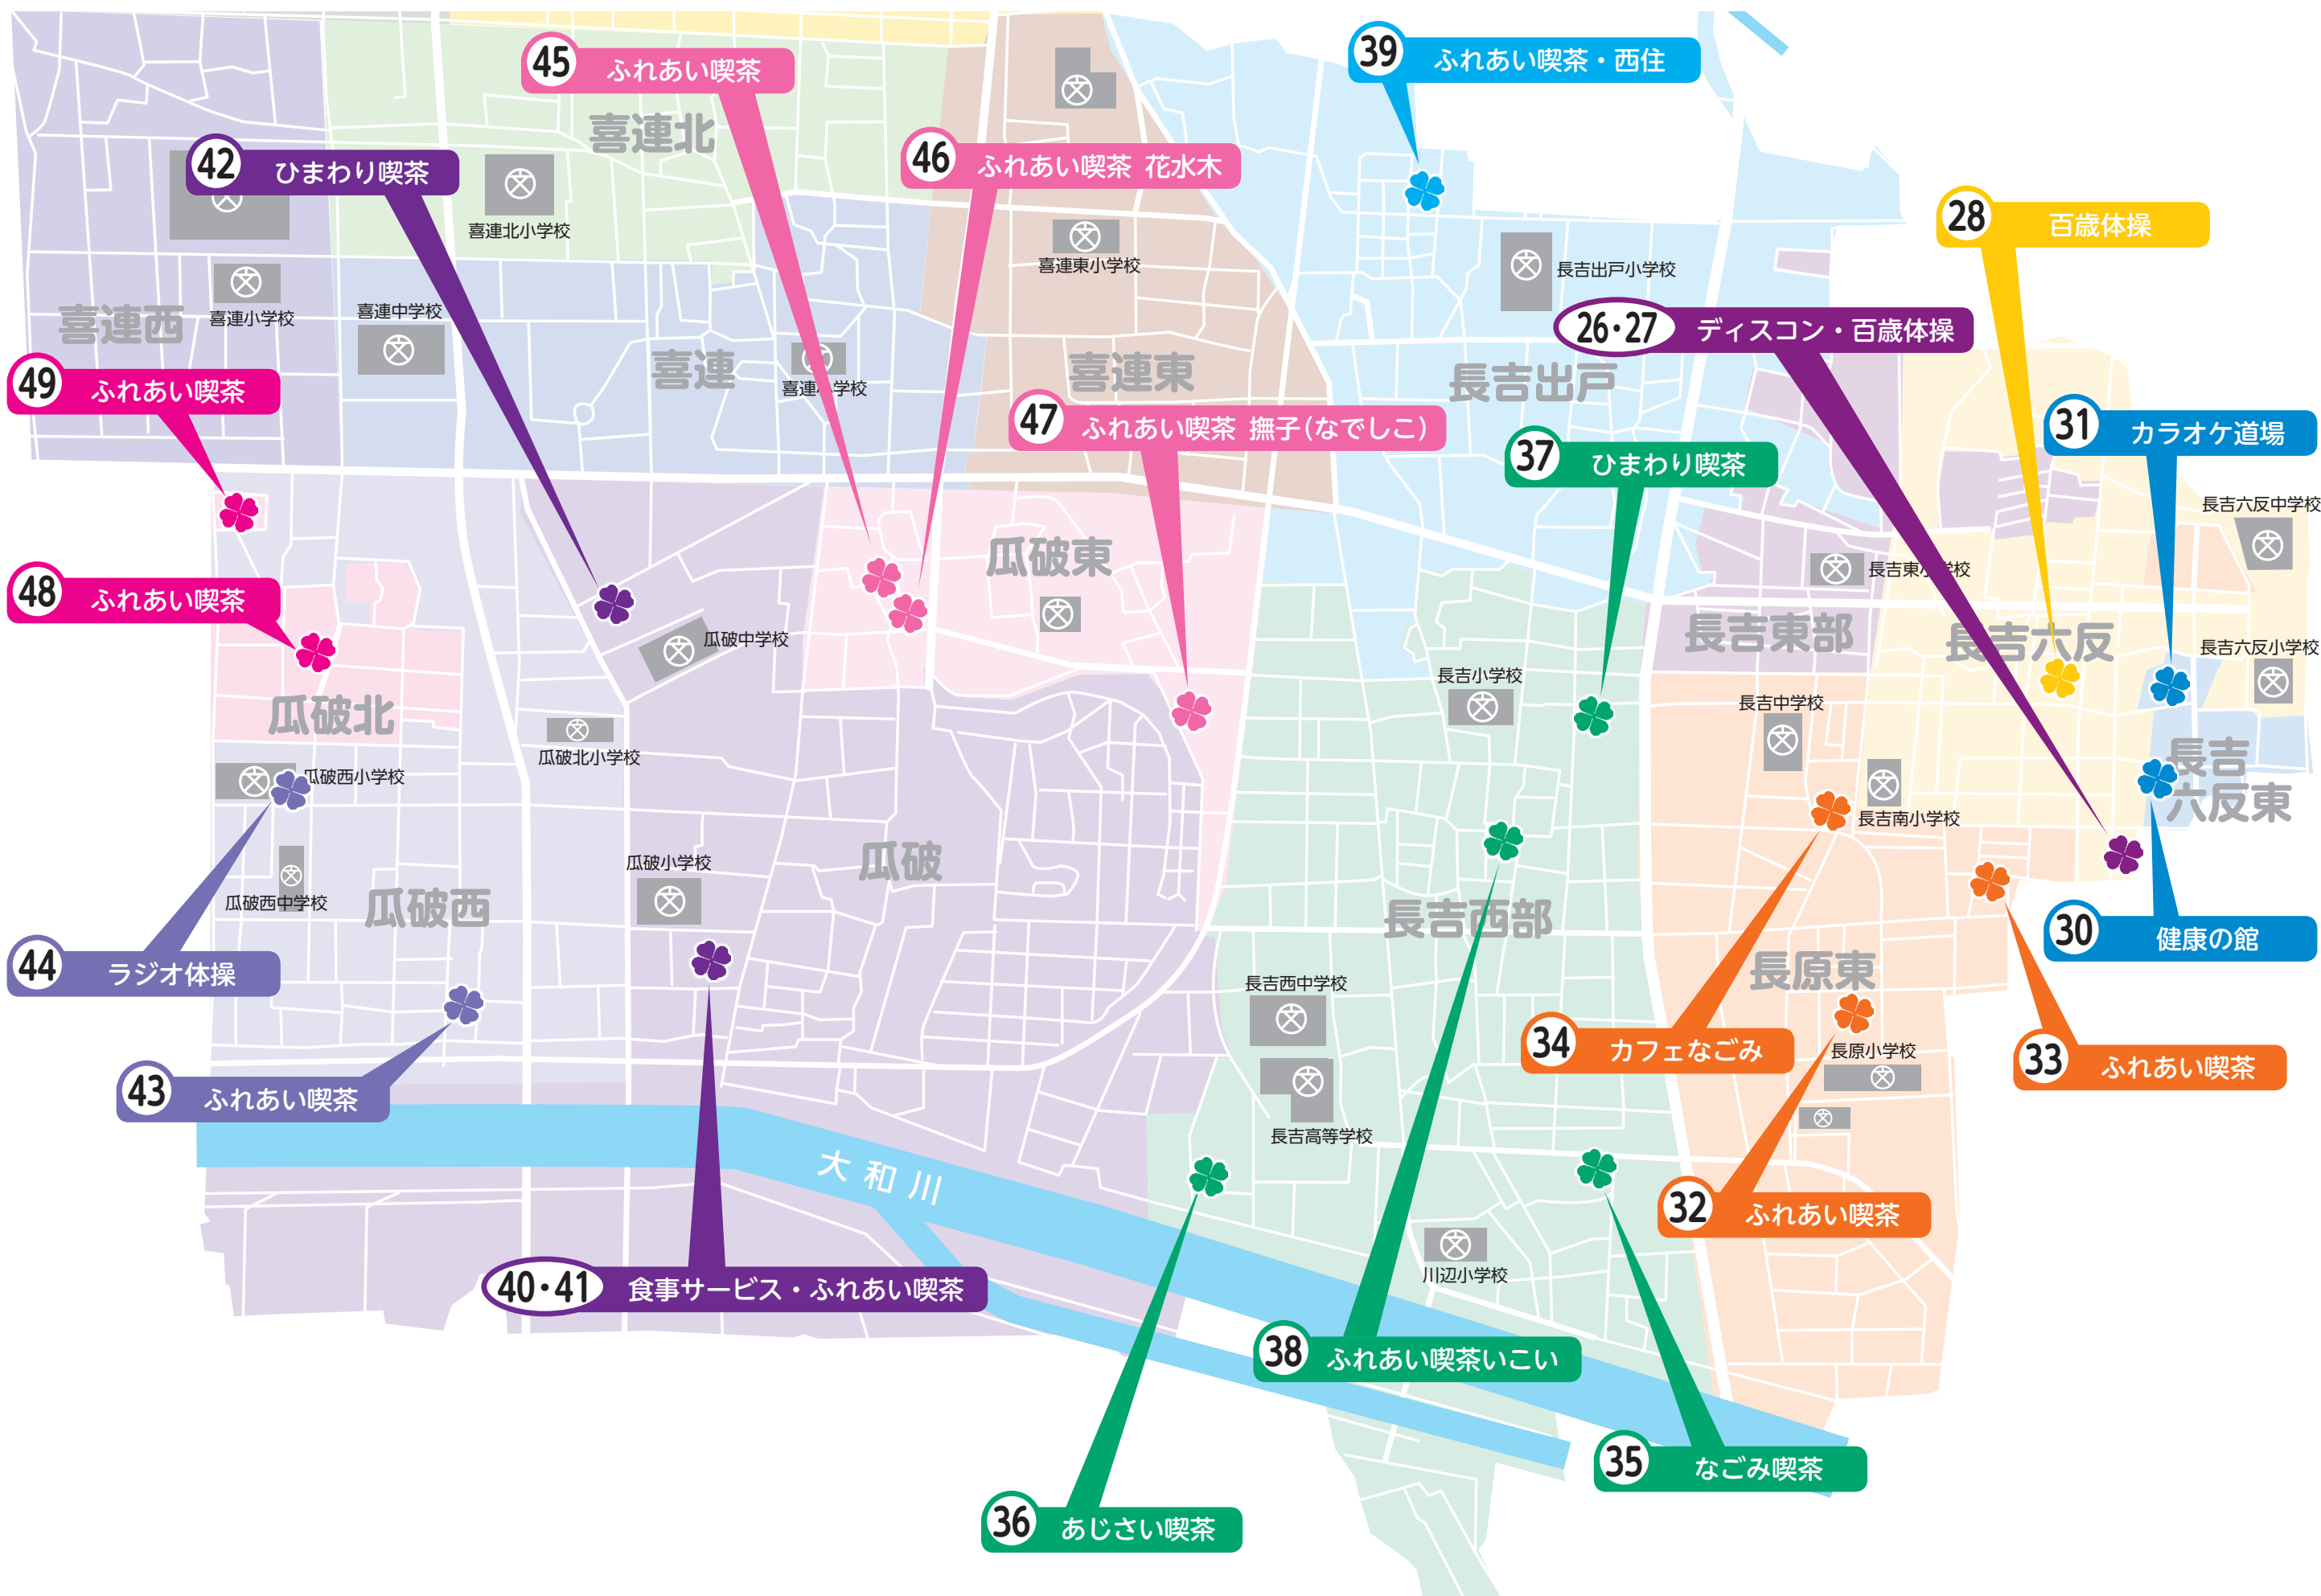 45 ふれあい喫茶
39 ふれあい喫茶・西住
喜連北
42 ひまわり喫茶
46 ふれあい喫茶 花水木
喜連北小学校
28 百歳体操
喜連東小学校
長吉出戸小学校
喜連西
喜連小学校
喜連中学校
26・27 ディスコン・百歳体操
喜連
喜連東
長吉出戸
49 ふれあい喫茶
47 ふれあい喫茶 撫子(なでしこ)
31 カラオケ道場
37 ひまわり喫茶
長吉六反中学校
瓜破東
48 ふれあい喫茶
瓜破中学校
長吉東部
長吉六反
長吉六反小学校
長吉小学校
長吉中学校
瓜破北
瓜破北小学校
瓜破西小学校
長吉
六反東
長吉南小学校
瓜破小学校
瓜破
瓜破西中学校
瓜破西
長吉西部
30 健康の館
44 ラジオ体操
長原東
長吉西中学校
34 カフェなごみ
長原小学校
33 ふれあい喫茶
43 ふれあい喫茶
長吉高等学校
大和川
32 ふれあい喫茶
川辺小学校
40・41 食事サービス・ふれあい喫茶
38 ふれあい喫茶いこい
35 なごみ喫茶
36 あじさい喫茶